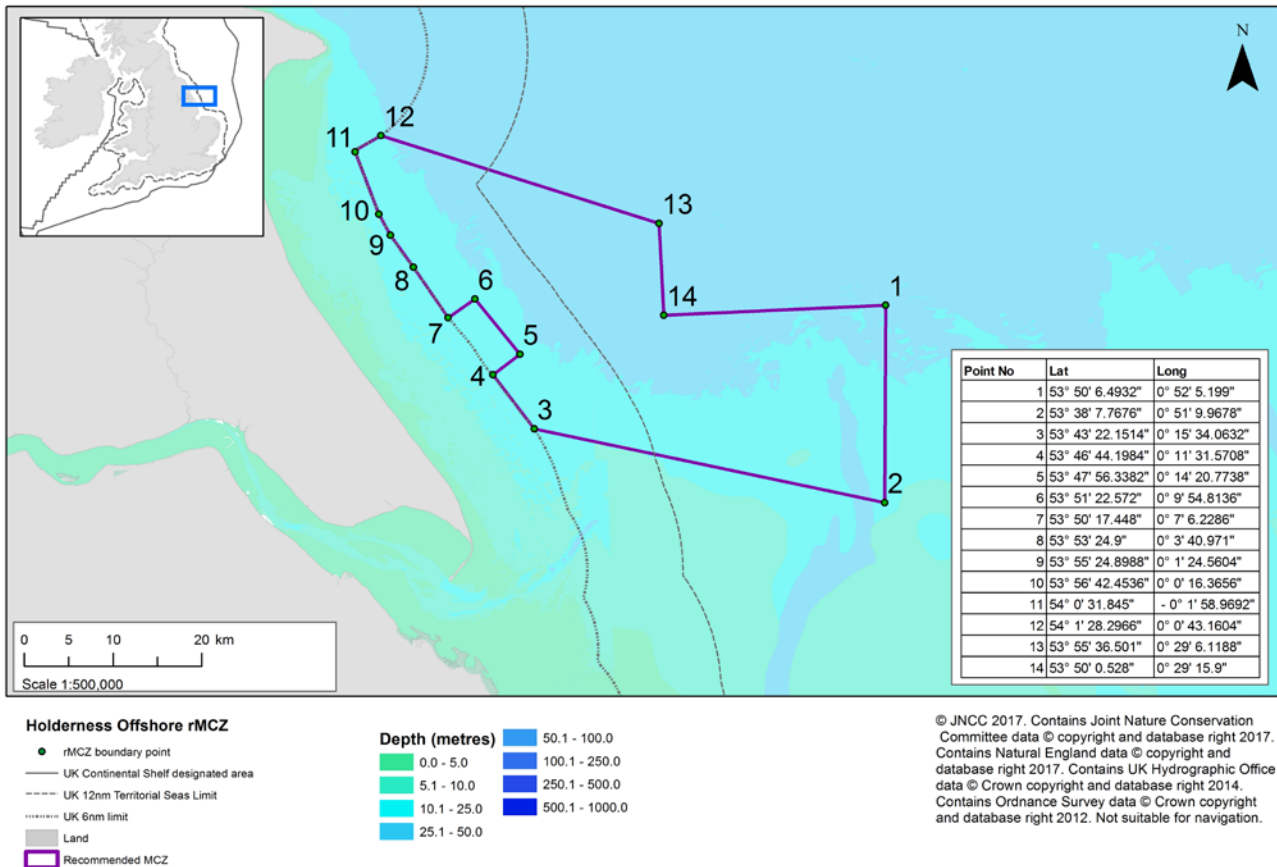 N
12
11
13
10
9
8
6
14
1
7
5
4
3
2
Point No Lat Long
1 53° 50' 6.4932" 0° 52' 5.199"
2 53° 38' 7.7676" 0° 51' 9.9678"
3 53° 43' 22.1514" 0° 15' 34.0632"
4 53° 46' 44.1984" 0° 11' 31.5708"
5 53° 47' 56.3382" 0° 14' 20.7738"
6 53° 51' 22.572" 0° 9' 54.8136"
7 53° 50' 17.448" 0° 7' 6.2286"
8 53° 53' 24.9" 0° 3' 40.971"
9 53° 55' 24.8988" 0° 1' 24.5604"
10 53° 56' 42.4536" 0° 0' 16.3656"
11 54° 0' 31.845" - 0° 1' 58.9692"
12 54° 1' 28.2966" 0° 0' 43.1604"
13 53° 55' 36.501" 0° 29' 6.1188"
14 53° 50' 0.528" 0° 29' 15.9"
0 5 10 20 km
Scale 1:500,000
Holderness Offshore rMCZ
rMCZ boundary point
UK Continental Shelf designated area
UK 12nm Territorial Seas Limit
UK 6nm limit
Land
Recommended MCZ
Depth (metres)
0.0 - 5.0
5.1 - 10.0
10.1 - 25.0
25.1 - 50.0
50.1 - 100.0
100.1 - 250.0
250.1 - 500.0
500.1 - 1000.0
© JNCC 2017. Contains Joint Nature Conservation
Committee data © copyright and database right 2017.
Contains Natural England data © copyright and
database right 2017. Contains UK Hydrographic Office
data © Crown copyright and database right 2014.
Contains Ordnance Survey data © Crown copyright
and database right 2012. Not suitable for navigation.